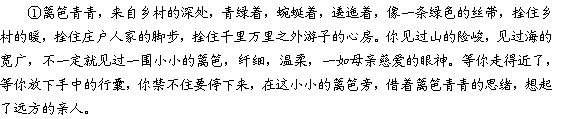 ①篱笆青青，来自乡村的深处，青绿着，蜿蜒着，逶迤着，像一条绿色的丝带，拴住乡
村的暖，拴住庄户人家的脚步，拴住千里万里之外游子的心房。你见过山的险峻，见过海的
宽广，不一定就见过一围小小的篱笆，纤细，温柔，一如母亲慈爱的眼神。等你走得近了，
等你放下手中的行囊，你禁不住要停下来，在这小小的篱笆旁，借着篱笆青青的思绪，想起
了远方的亲人。